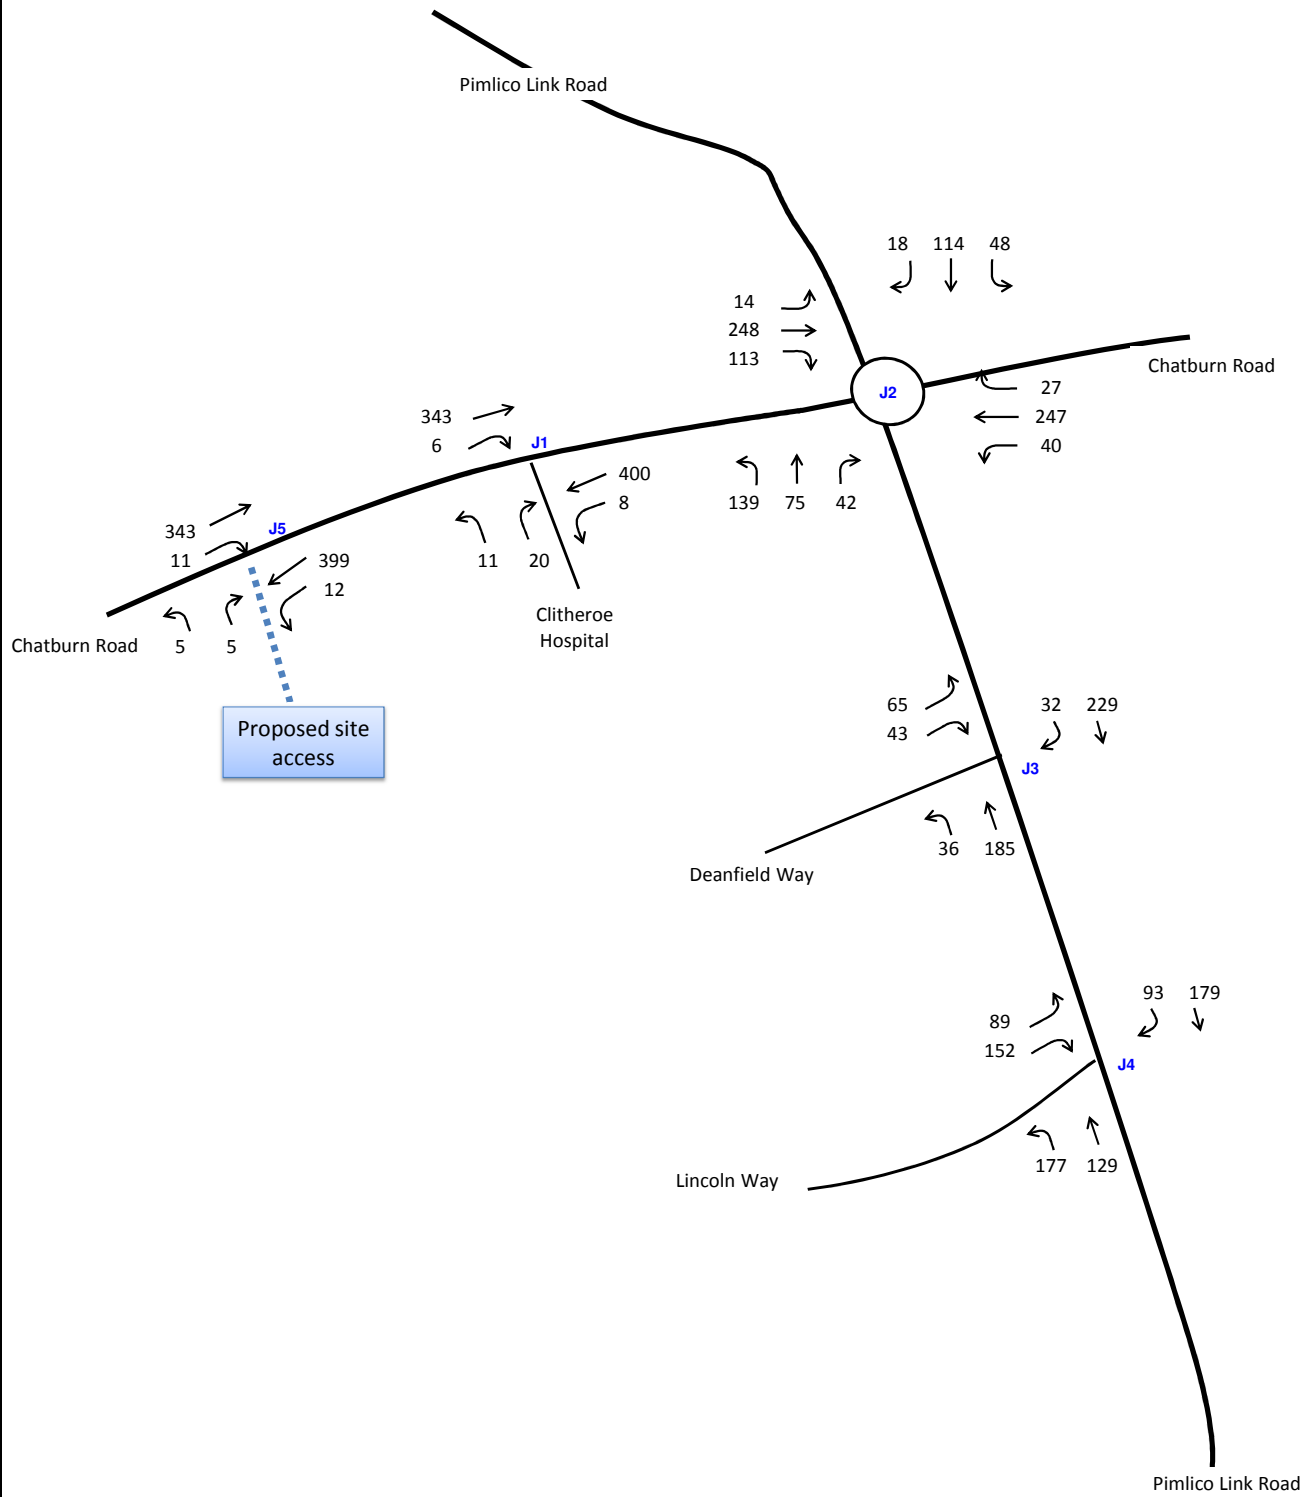 Pimlico Link Road
18 114 48
14
248
113
Chatburn Road
J2
27
247
40
343
6
J1
400
8
139 75 42
343
11
J5
399
12
11 20
Clitheroe
Hospital
Chatburn Road
5 5
Proposed site
access
65
43
32 229
J3
36 185
Deanfield Way
93 179
89
152
J4
177 129
Lincoln Way
Pimlico Link Road